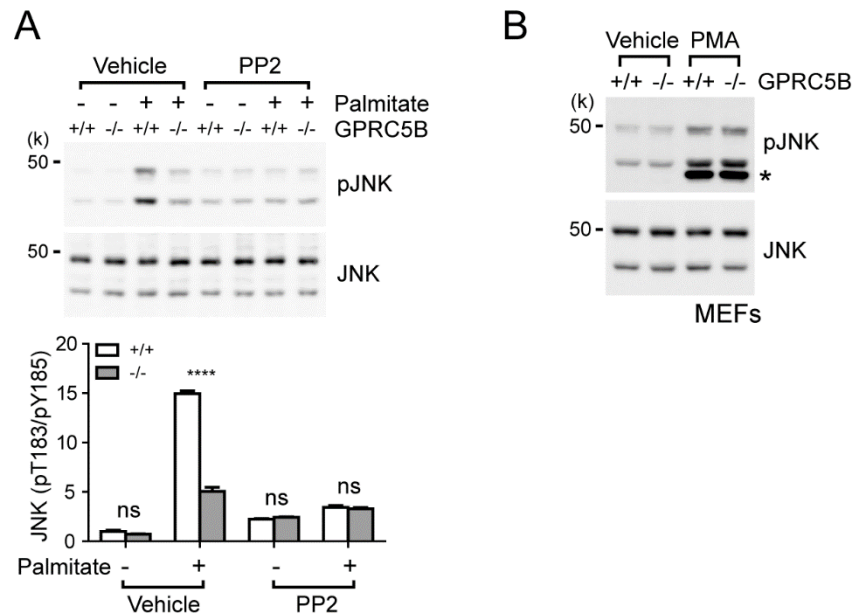 A
Vehicle PP2
- - + + - - + + Palmitate
+/+ -/- +/+ -/- +/+ -/- +/+ -/- GPRC5B
(k)
50
pJNK
50
JNK
20
15
10
5
0
JNK (pT183/pY185)
+/+
-/-
ns
****
ns
ns
Palmitate - + - +
Vehicle PP2
B
Vehicle PMA
+/+ -/- +/+ -/- GPRC5B
(k)
50
pJNK
*
50
JNK
MEFs